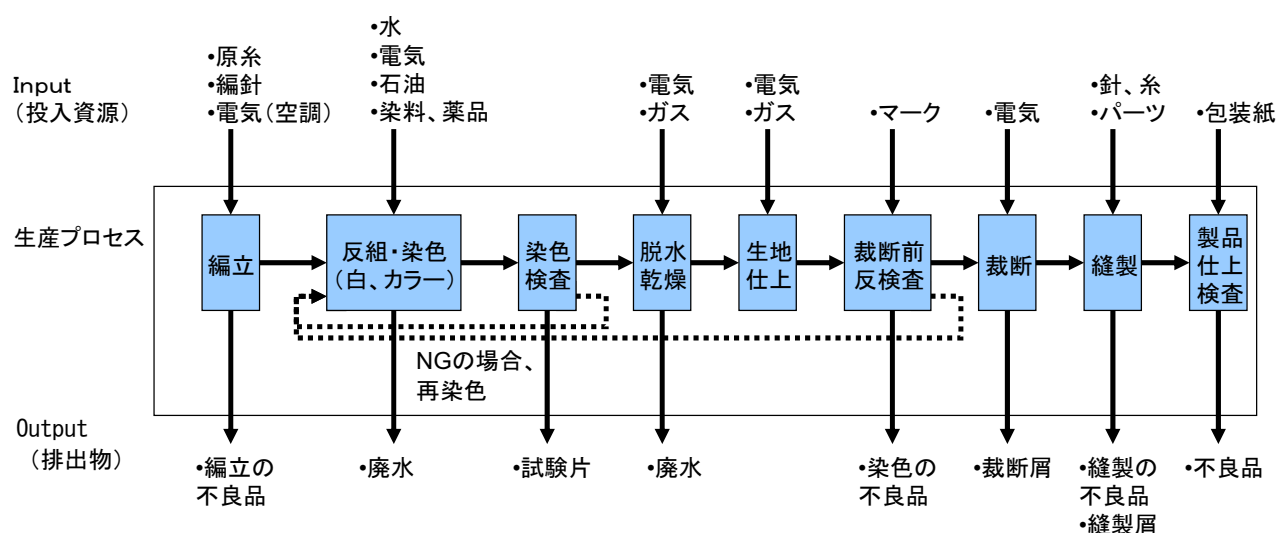 Input
(投入資源)
•原糸
•編針
•電気(空調)
•水
•電気
•石油
•染料、薬品
•電気
•ガス
•電気
•ガス
•マーク
•電気
•針、糸
•パーツ
•包装紙
生産プロセス
編立
反組・染色
(白、カラー)
染色
検査
脱水
乾燥
生地
仕上
裁断前
反検査
裁断
縫製
製品
仕上
検査
NGの場合、
再染色
Output
(排出物)
•編立の
不良品
•廃水
•試験片
•廃水
•染色の
不良品
•裁断屑
•縫製の
不良品
•縫製屑
•不良品